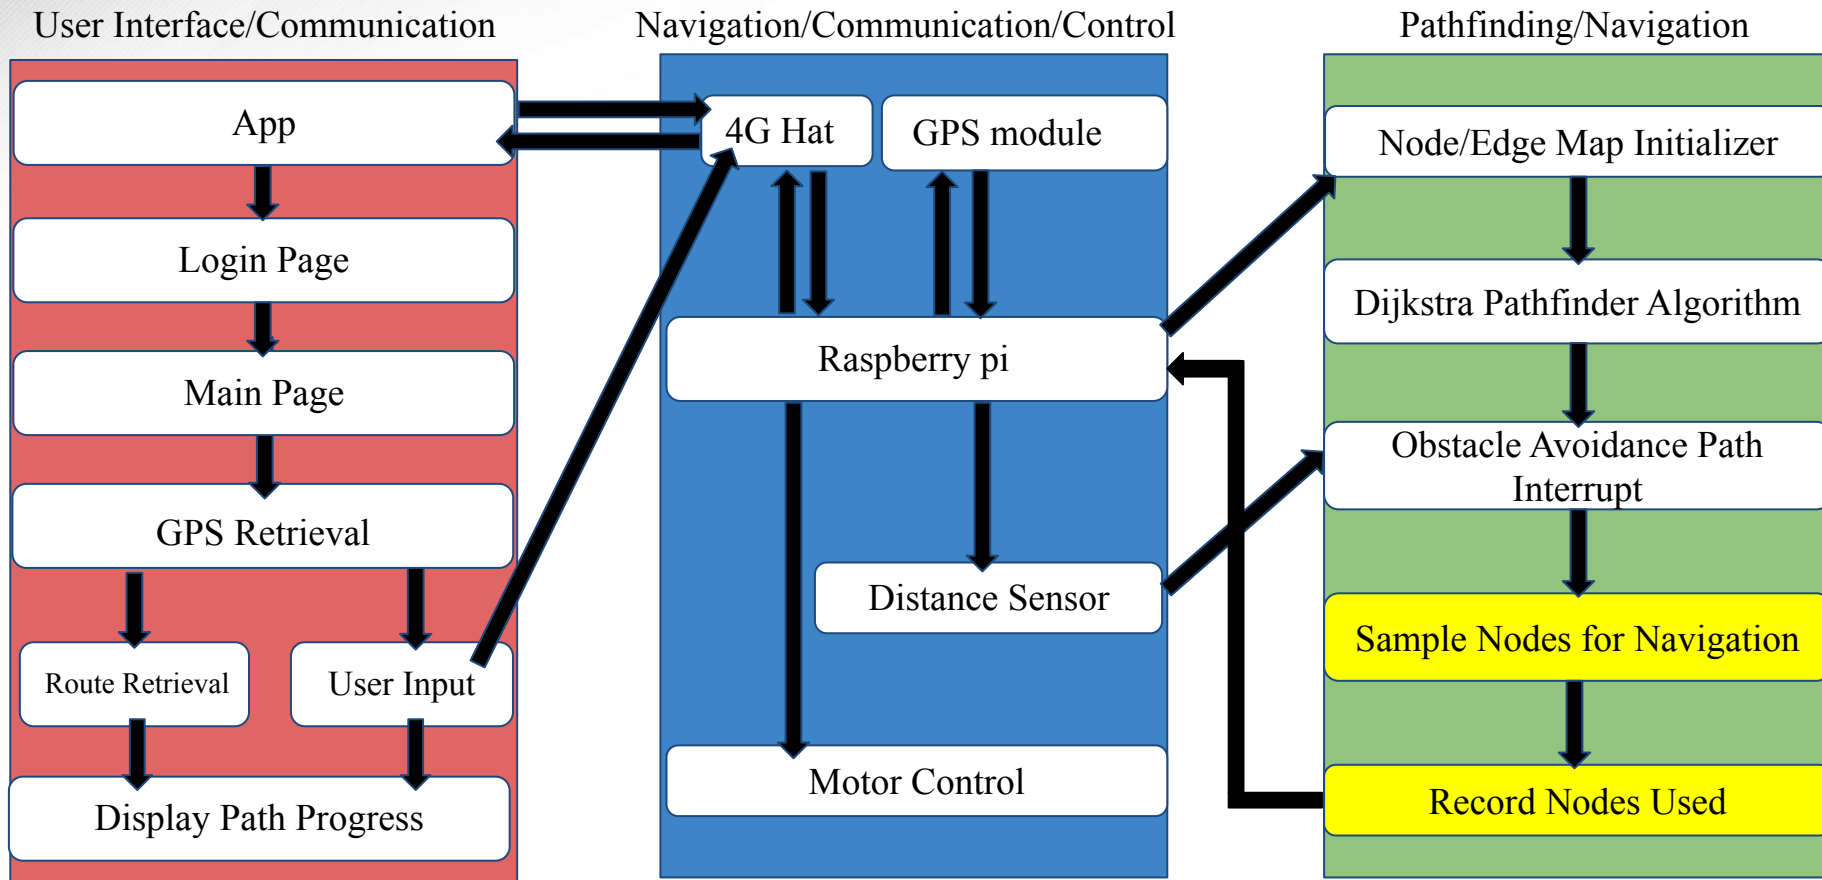 User Interface/Communication
App
Login Page
Main Page
GPS Retrieval
Route Retrieval
User Input
Display Path Progress
Navigation/Communication/Control
4G Hat
GPS module
Raspberry pi
Distance Sensor
Motor Control
Pathfinding/Navigation
Node/Edge Map Initializer
Dijkstra Pathfinder Algorithm
Obstacle Avoidance Path
Interrupt
Sample Nodes for Navigation
Record Nodes Used